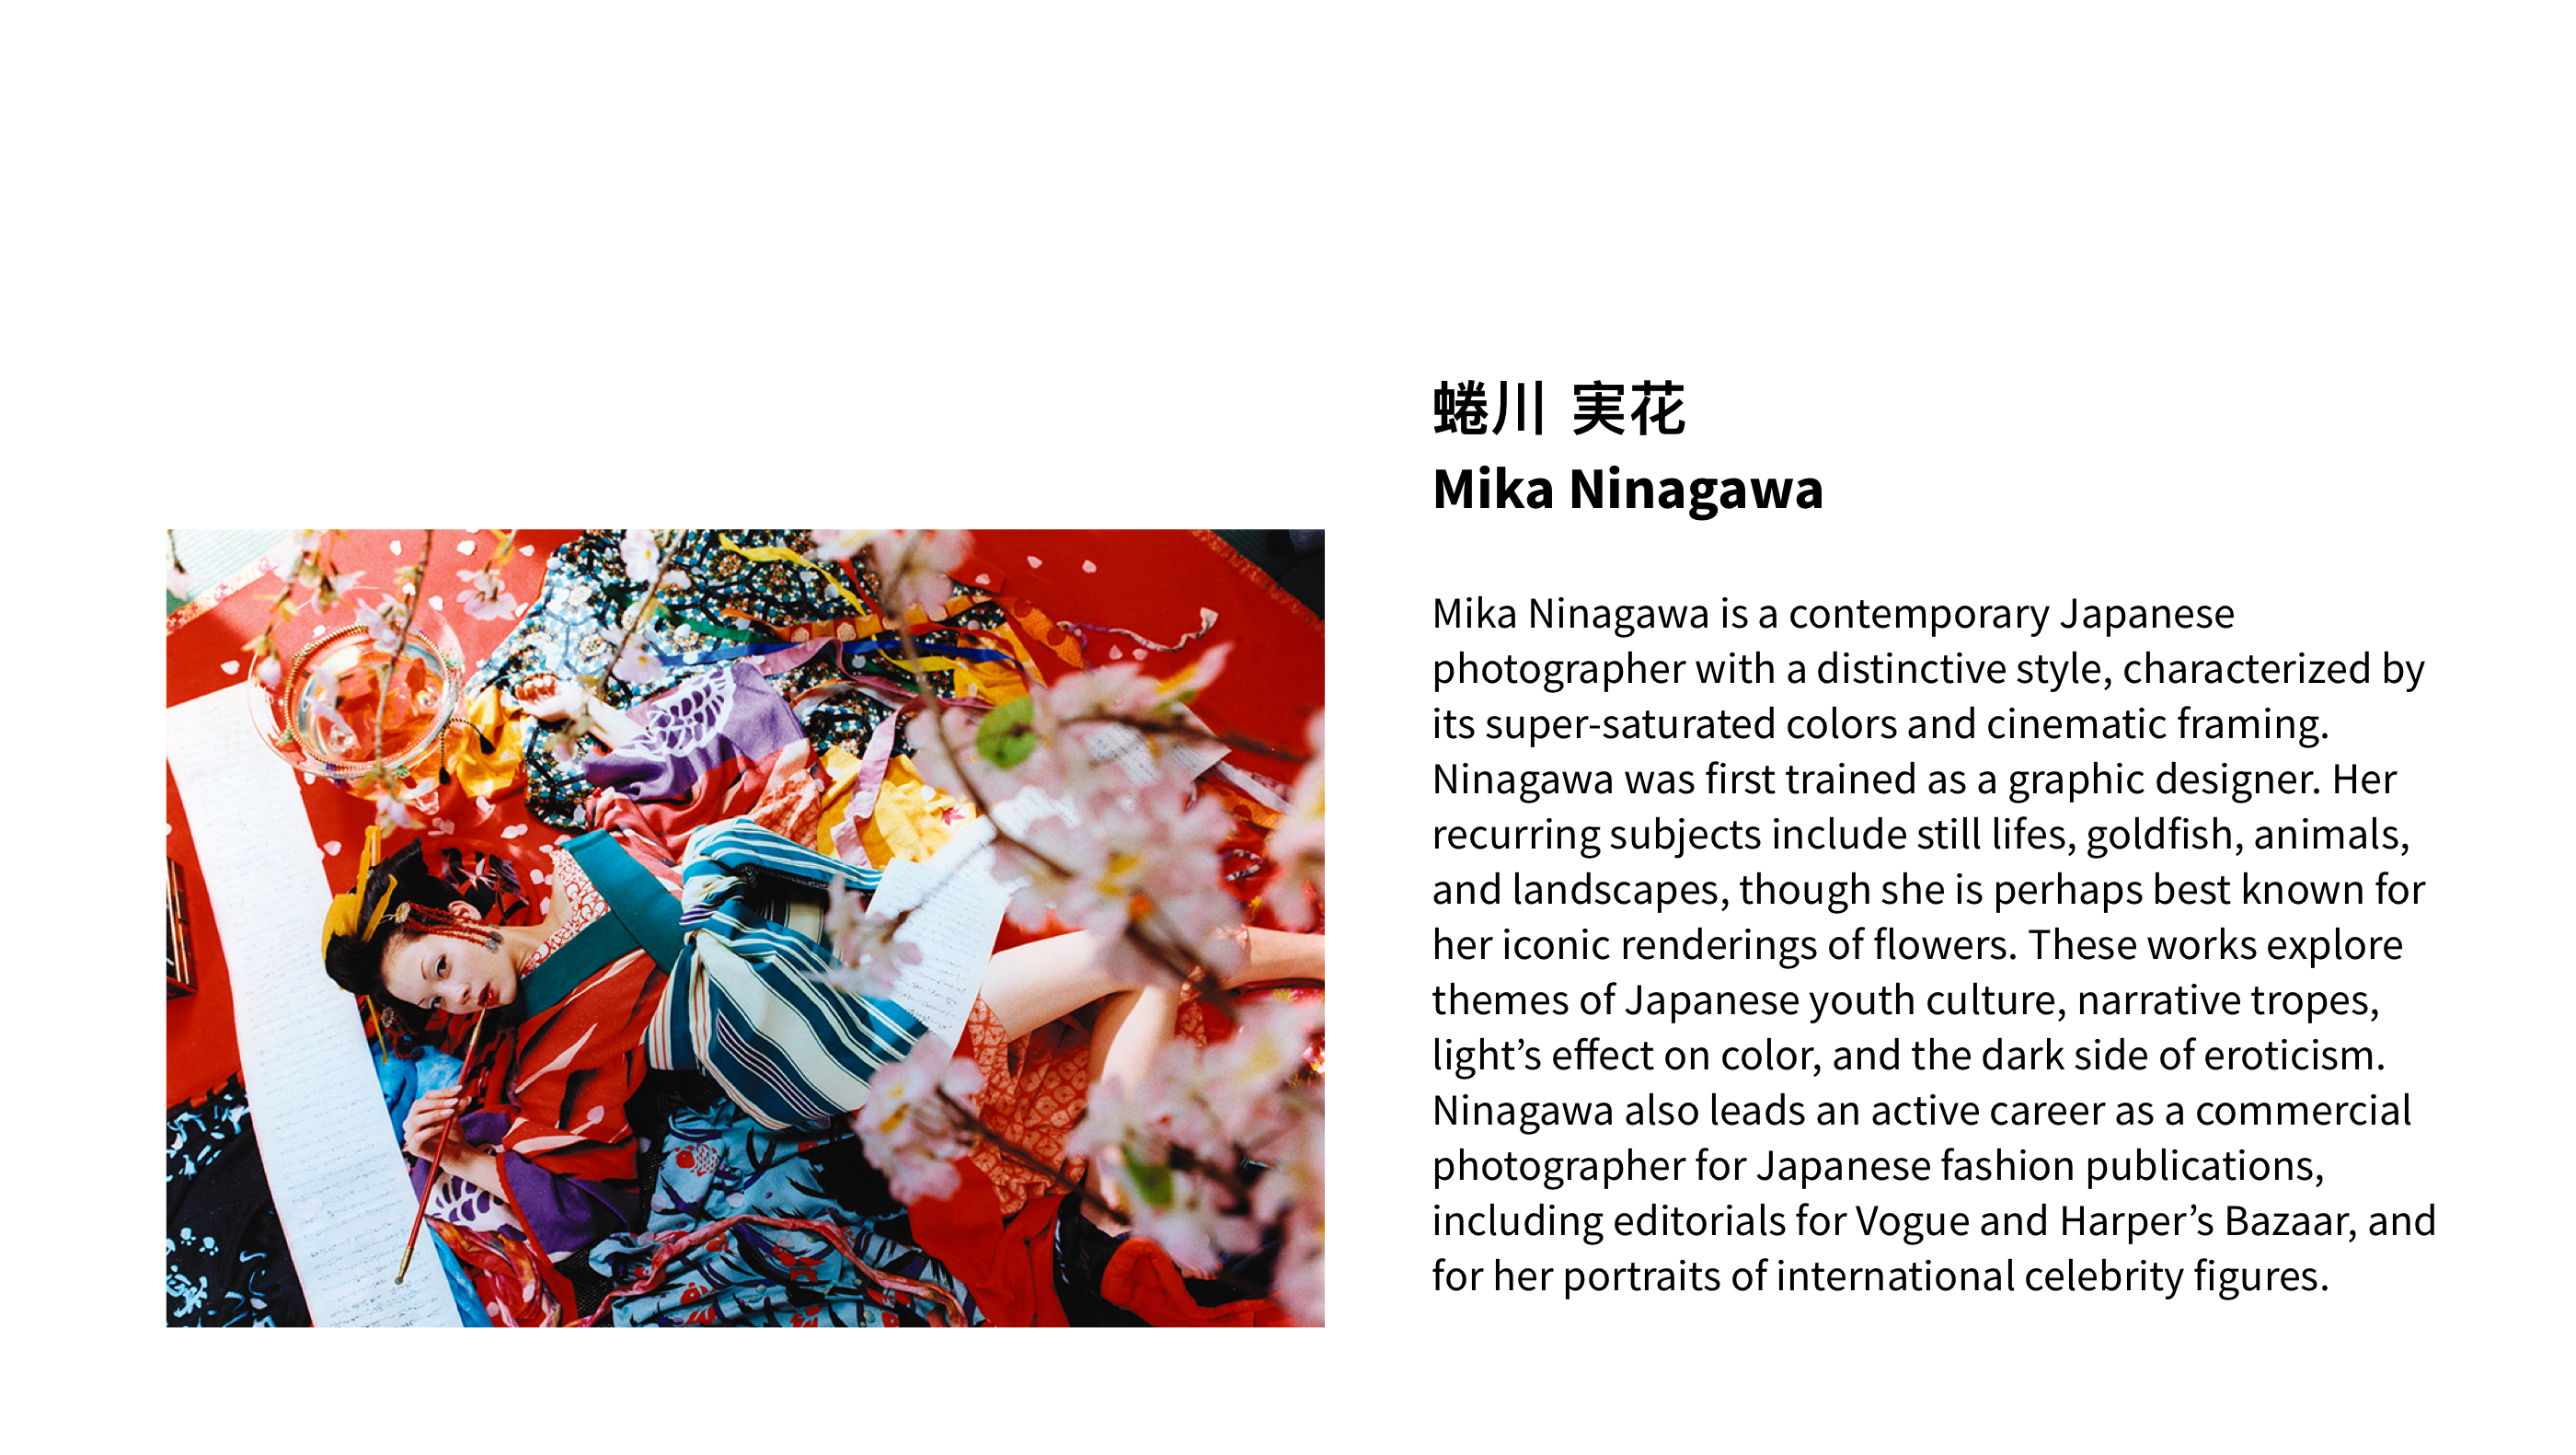 蜷川 実花
Mika Ninagawa
Mika Ninagawa is a contemporary Japanese
photographer with a distinctive style, characterized by
its super-saturated colors and cinematic framing.
Ninagawa was first trained as a graphic designer. Her
recurring subjects include still lifes, goldfish, animals,
and landscapes, though she is perhaps best known for
her iconic renderings of flowers. These works explore
themes of Japanese youth culture, narrative tropes,
light’s effect on color, and the dark side of eroticism.
Ninagawa also leads an active career as a commercial
photographer for Japanese fashion publications,
including editorials for Vogue and Harper’s Bazaar, and
for her portraits of international celebrity figures.